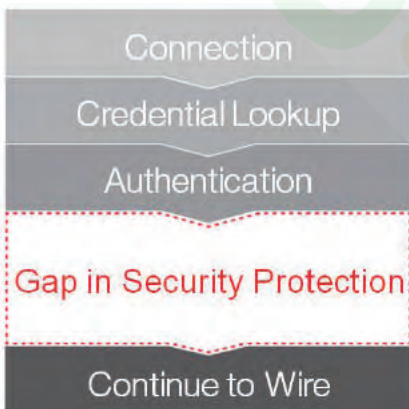 Connection
Credential Lookup
Authentication
Gap in Security Protection
Continue to Wire